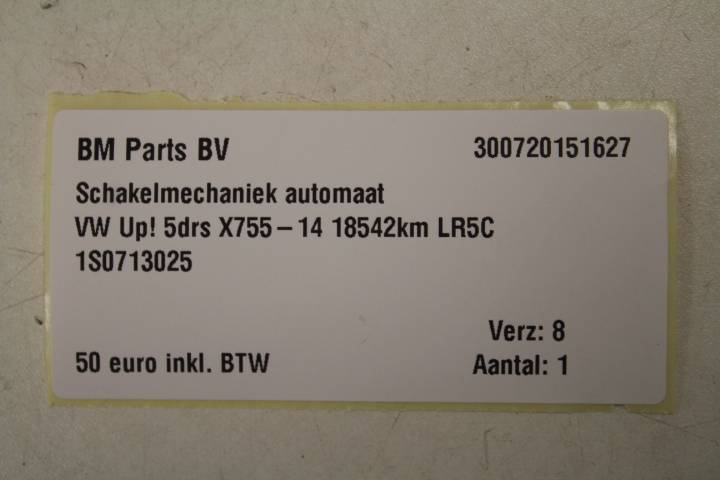 BM Parts BV 300720151627
Schakelmechaniek automaat
VW Up! 5drs X755 – 14 18542km LR5C
1S0713025
Verz: 8
50 euro inkl. BTW Aantal: 1